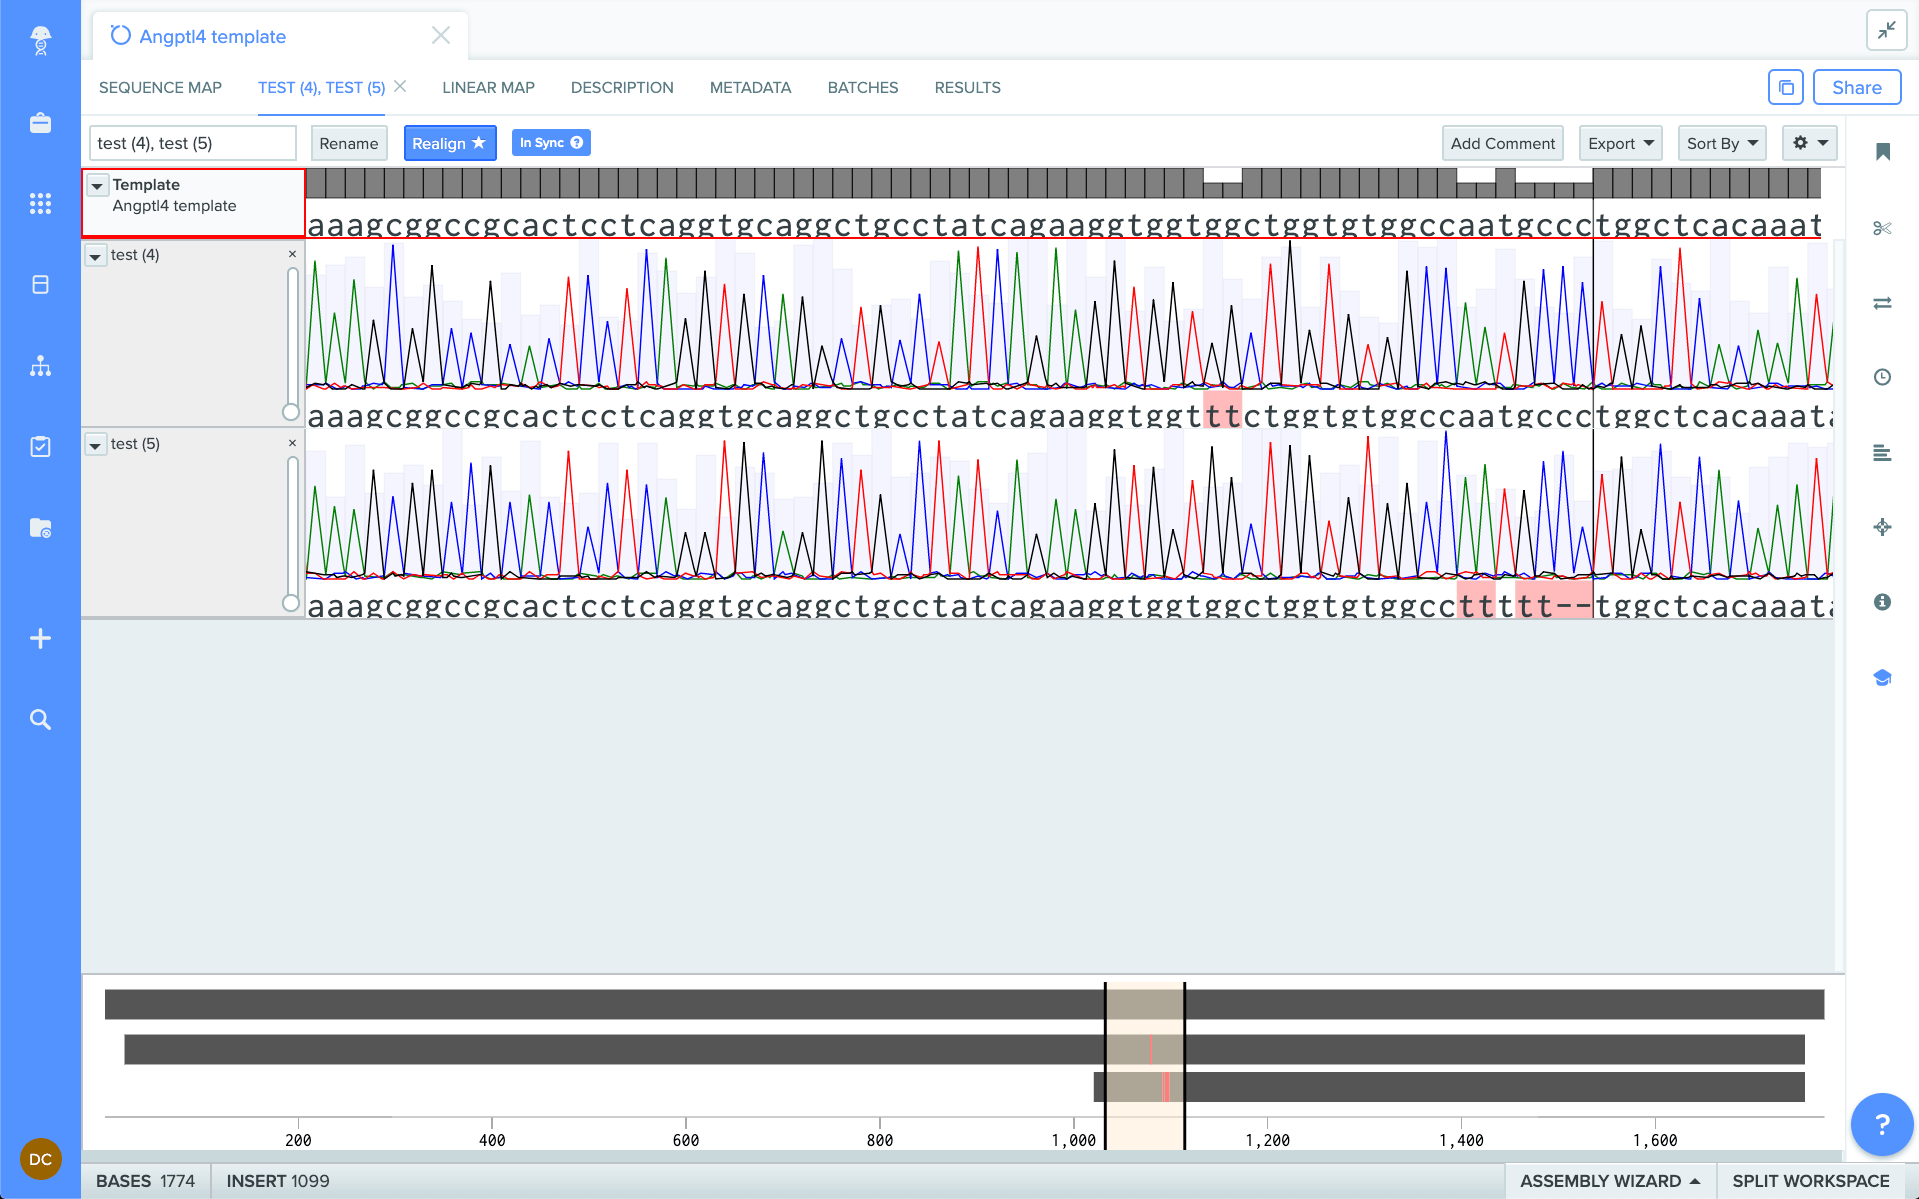 Angptl4 template
SEQUENCE MAP TEST (4), TEST (5) LINEAR MAP DESCRIPTION METADATA BATCHES RESULTS
Share
test (4), test (5) Rename Realign In Sync ? Add Comment Export Sort By
Template
Angptl4 template
aaagcggccgcactcctcaggtgcaggctgcctatcagaaggtggtggctggtgtggccaatgccctggctcacaaat
test (4) ×
aaagcggccgcactcctcaggtgcaggctgcctatcagaaggtggtttctggtgtggccaatgccctggctcacaaata
test (5) ×
aaagcggccgcactcctcaggtgcaggctgcctatcagaaggtggtggctggtgtggccttttt--tggctcacaaata
200 400 600 800 1,000 1,200 1,400 1,600
?
DC
BASES 1774 INSERT 1099 ASSEMBLY WIZARD SPLIT WORKSPACE